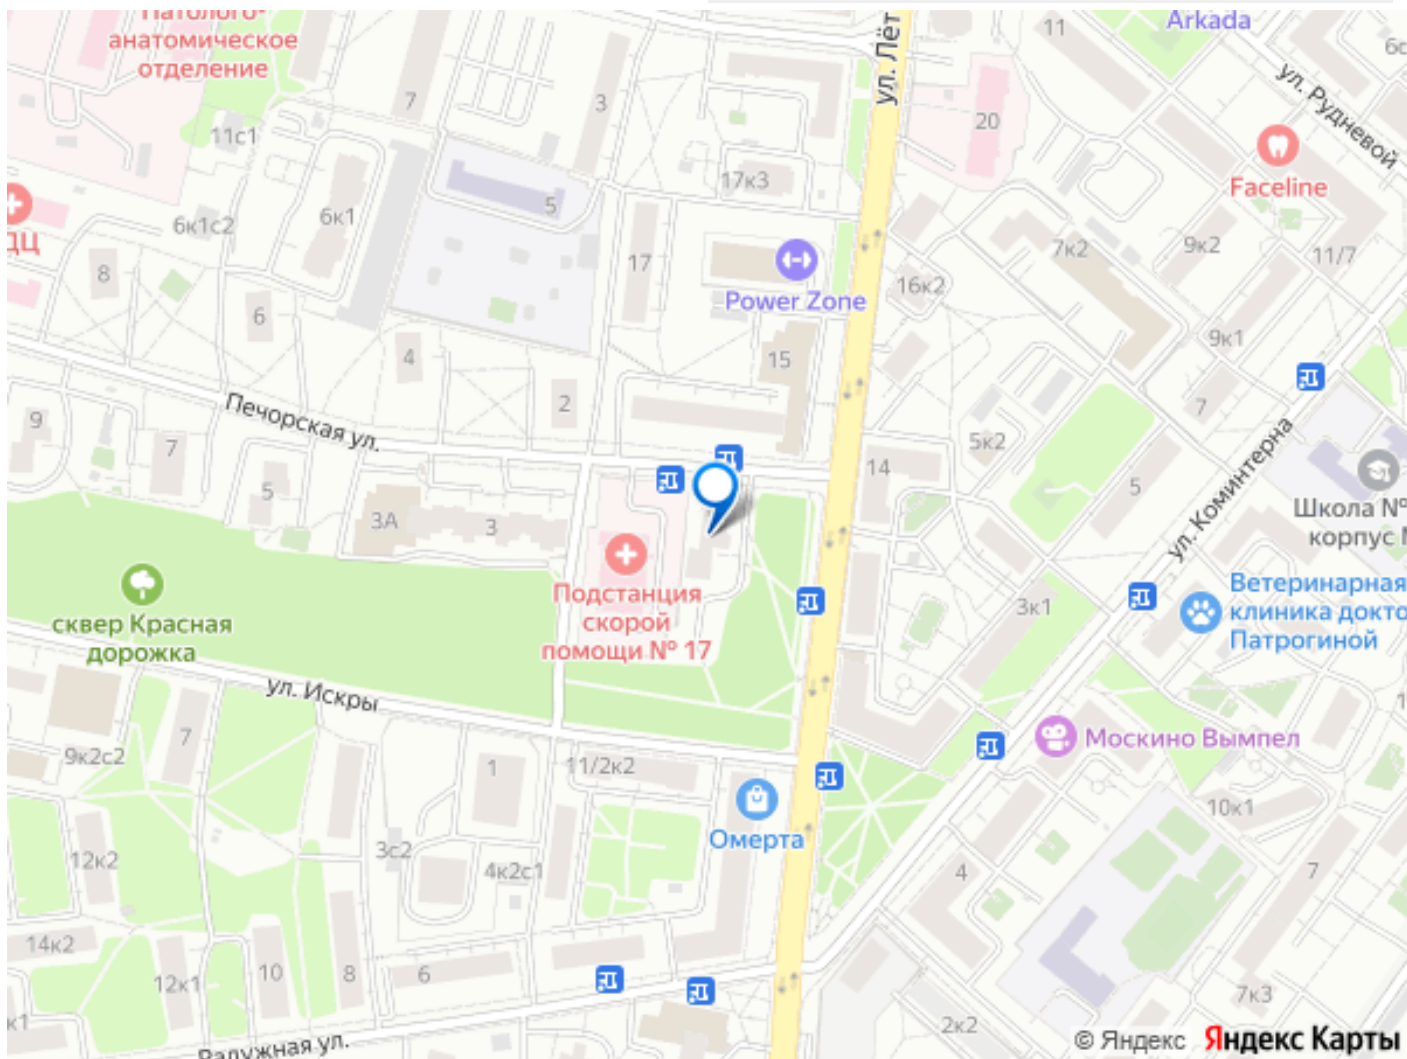 Патолого-
анатомическое
отделение
11
Arkada
ул. Лёт
ул. Рудневой
7
3
20
11с1
Faceline
17к3
5
6к1
6к1с2
ДЦ
8
17
7к2
9к2
11/7
16к2
Power Zone
6
4
15
9к1
2
7
Печорская ул.
9
7
5
5к2
14
5
ул. Коминтерна
3А
3
Школа №
корпус
Подстанция
скорой
помощи № 17
3к1
Ветеринарная
клиника докто
Патрогиной
сквер Красная
дорожка
ул. Искры
7
9к2с2
1
11/2к2
Москино Вымпел
10к1
Омерта
12к2
3с2
4к2с1
4
7
14к2
12к1
10
8
6
7к3
2к2
к1
Радужная ул.
© Яндекс Яндекс Карты